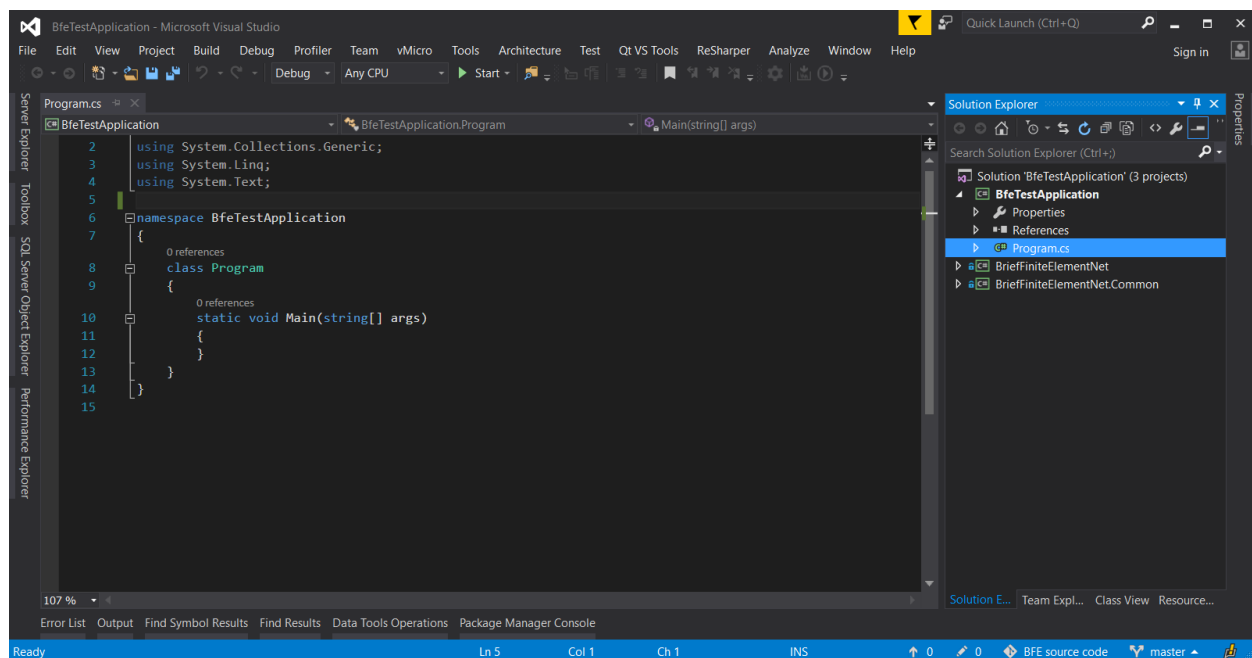 BfeTestApplication - Microsoft Visual Studio
Quick Launch (Ctrl+Q)
File Edit View Project Build Debug Profiler Team vMicro Tools Architecture Test Qt VS Tools ReSharper Analyze Window Help
Sign in
Debug Any CPU Start
Server Explorer
Toolbox
SQL Server Object Explorer
Performance Explorer
Program.cs
BfeTestApplication BfeTestApplication.Program Main(string[] args)
2 using System.Collections.Generic;
3 using System.Linq;
4 using System.Text;
5
6 namespace BfeTestApplication
7 {
0 references
8 class Program
9 {
0 references
10 static void Main(string[] args)
11 {
12 }
13 }
14 }
15
107 %
Solution Explorer
Search Solution Explorer (Ctrl+;)
Solution 'BfeTestApplication' (3 projects)
BfeTestApplication
Properties
References
Program.cs
BriefFiniteElementNet
BriefFiniteElementNet.Common
Solution E... Team Expl... Class View Resource...
Properties
Error List Output Find Symbol Results Find Results Data Tools Operations Package Manager Console
Ready Ln 5 Col 1 Ch 1 INS 0 0 BFE source code master